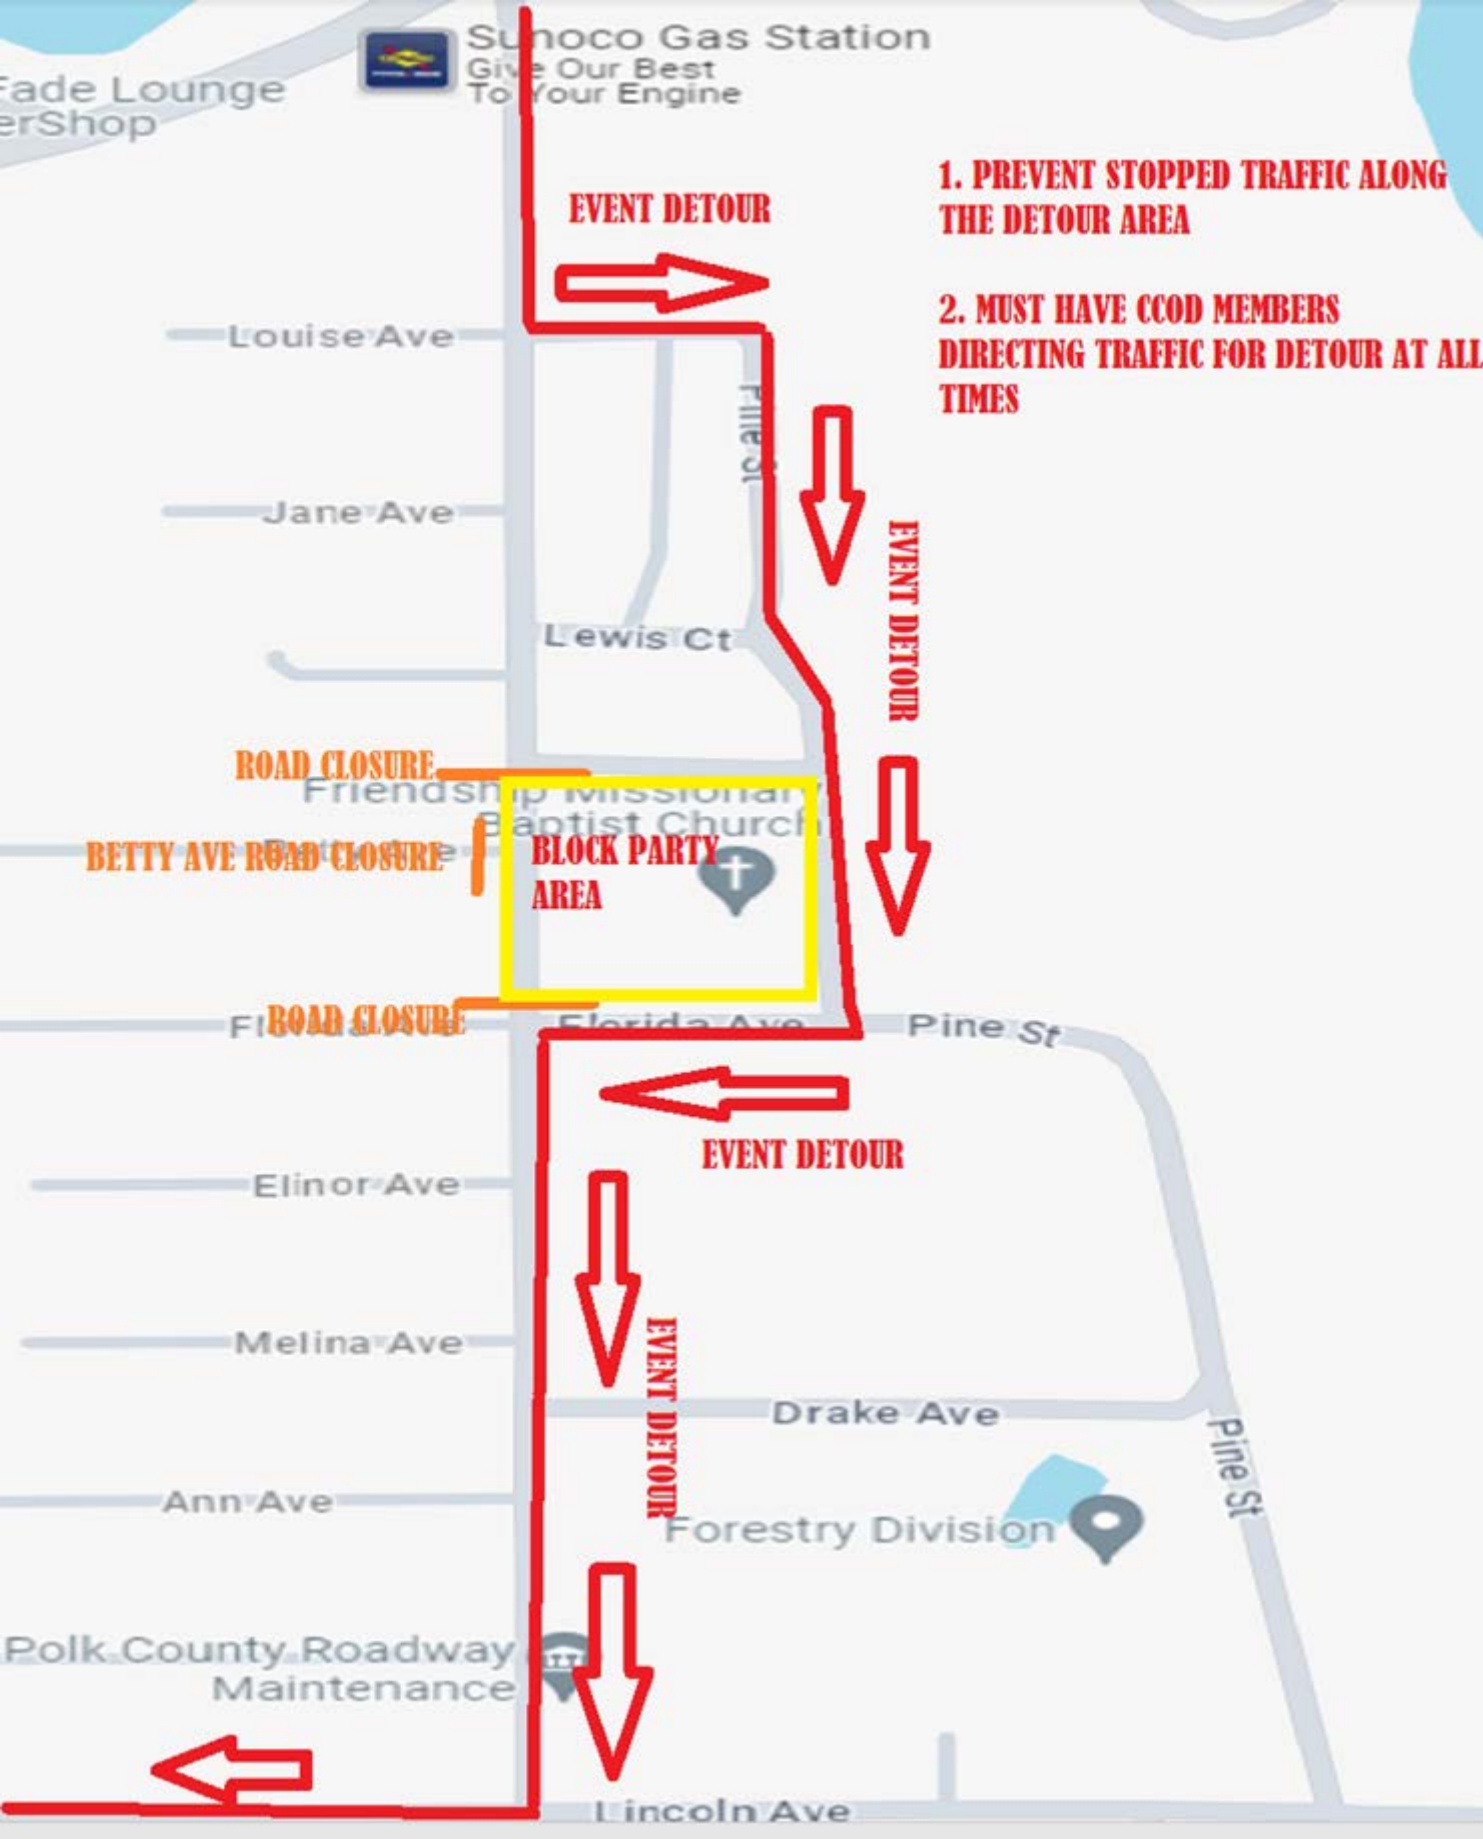 Sunoco Gas Station
Give Our Best
To Your Engine
Fade Lounge
erShop
1. PREVENT STOPPED TRAFFIC ALONG
THE DETOUR AREA
EVENT DETOUR
2. MUST HAVE CCOD MEMBERS
DIRECTING TRAFFIC FOR DETOUR AT ALL
TIMES
Louise Ave
Pine St
Jane Ave
EVENT DETOUR
Lewis Ct
ROAD CLOSURE
Friendship Missionary
Baptist Church
BETTY AVE ROAD CLOSURE
BLOCK PARTY
AREA
ROAD CLOSURE
Florida Ave
Florida Ave
Pine St
EVENT DETOUR
Elinor Ave
Melina Ave
EVENT DETOUR
Drake Ave
Pine St
Ann Ave
Forestry Division
Polk County Roadway
Maintenance
Lincoln Ave